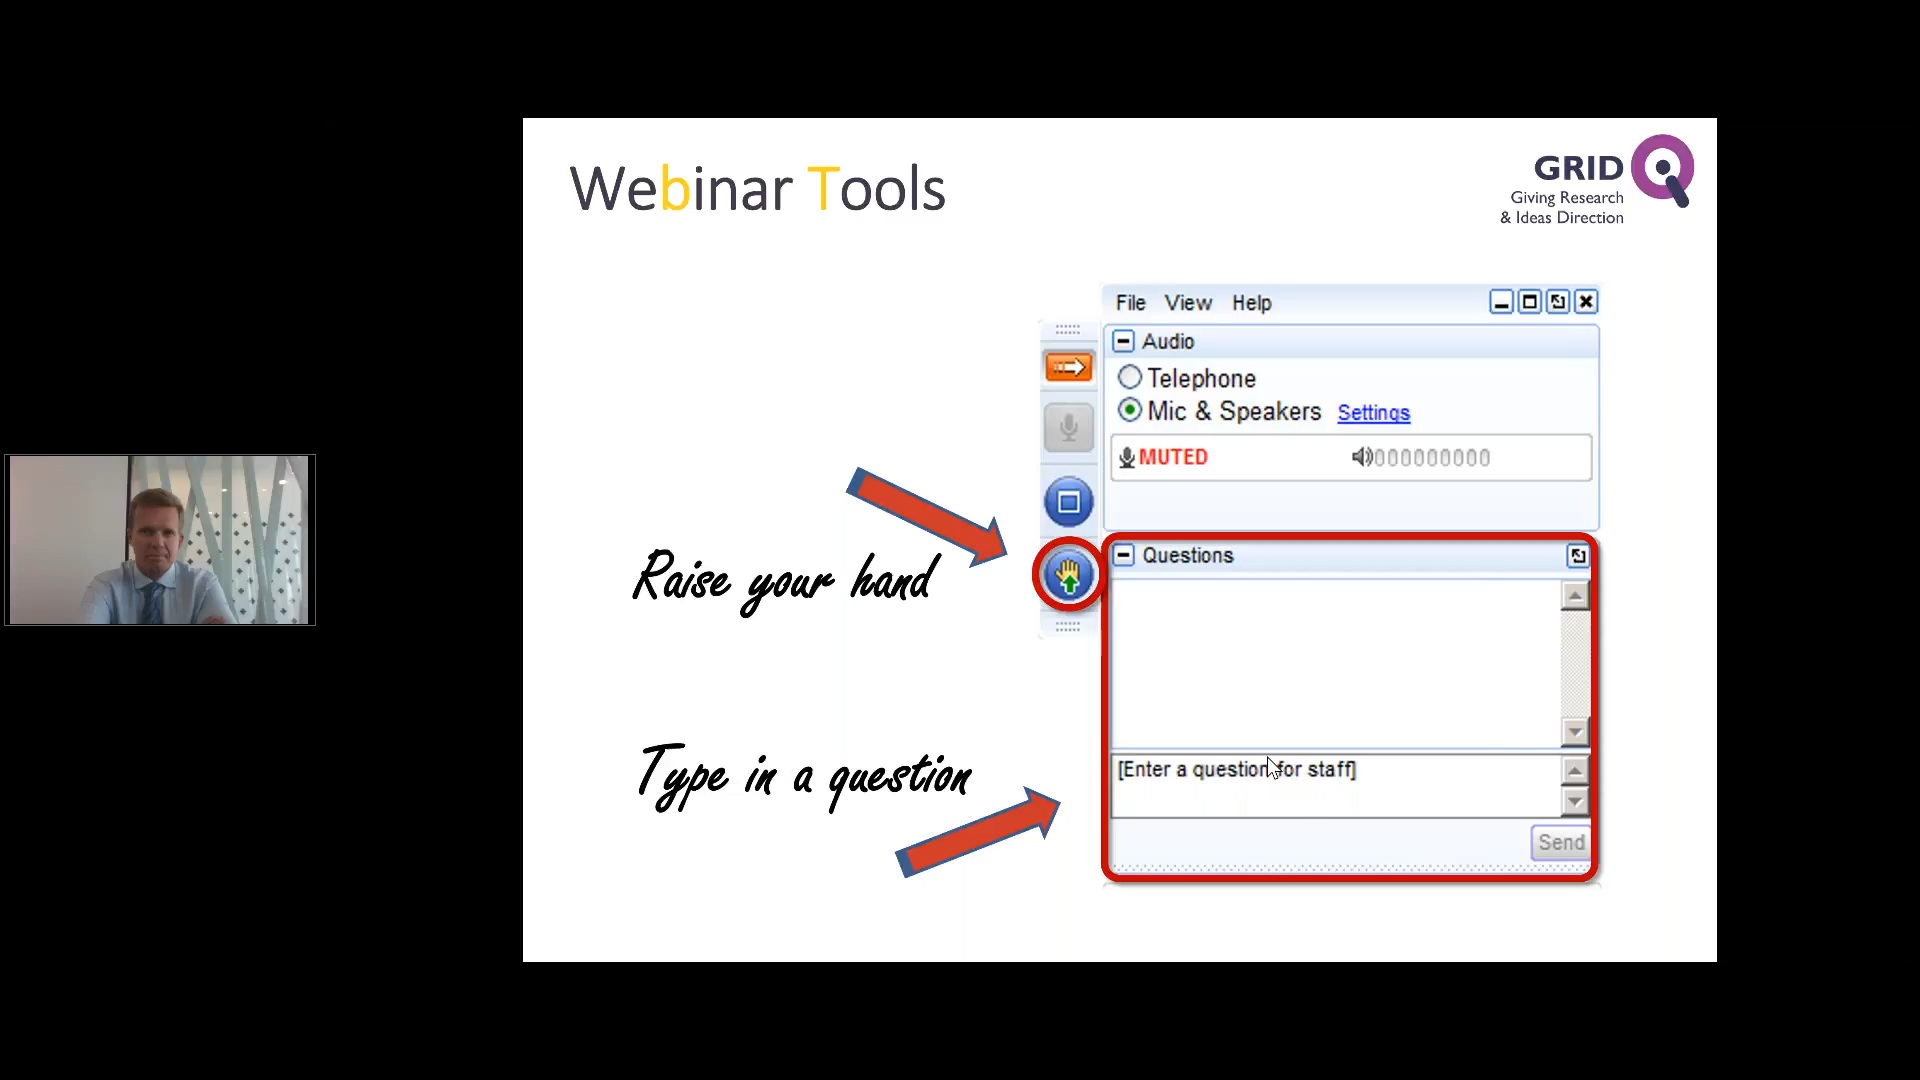 Webinar Tools
GRID
Giving Research
& Ideas Direction
File View Help
Audio
Telephone
Mic & Speakers Settings
MUTED
Raise your hand
Questions
Type in a question
[Enter a question for staff]
Send